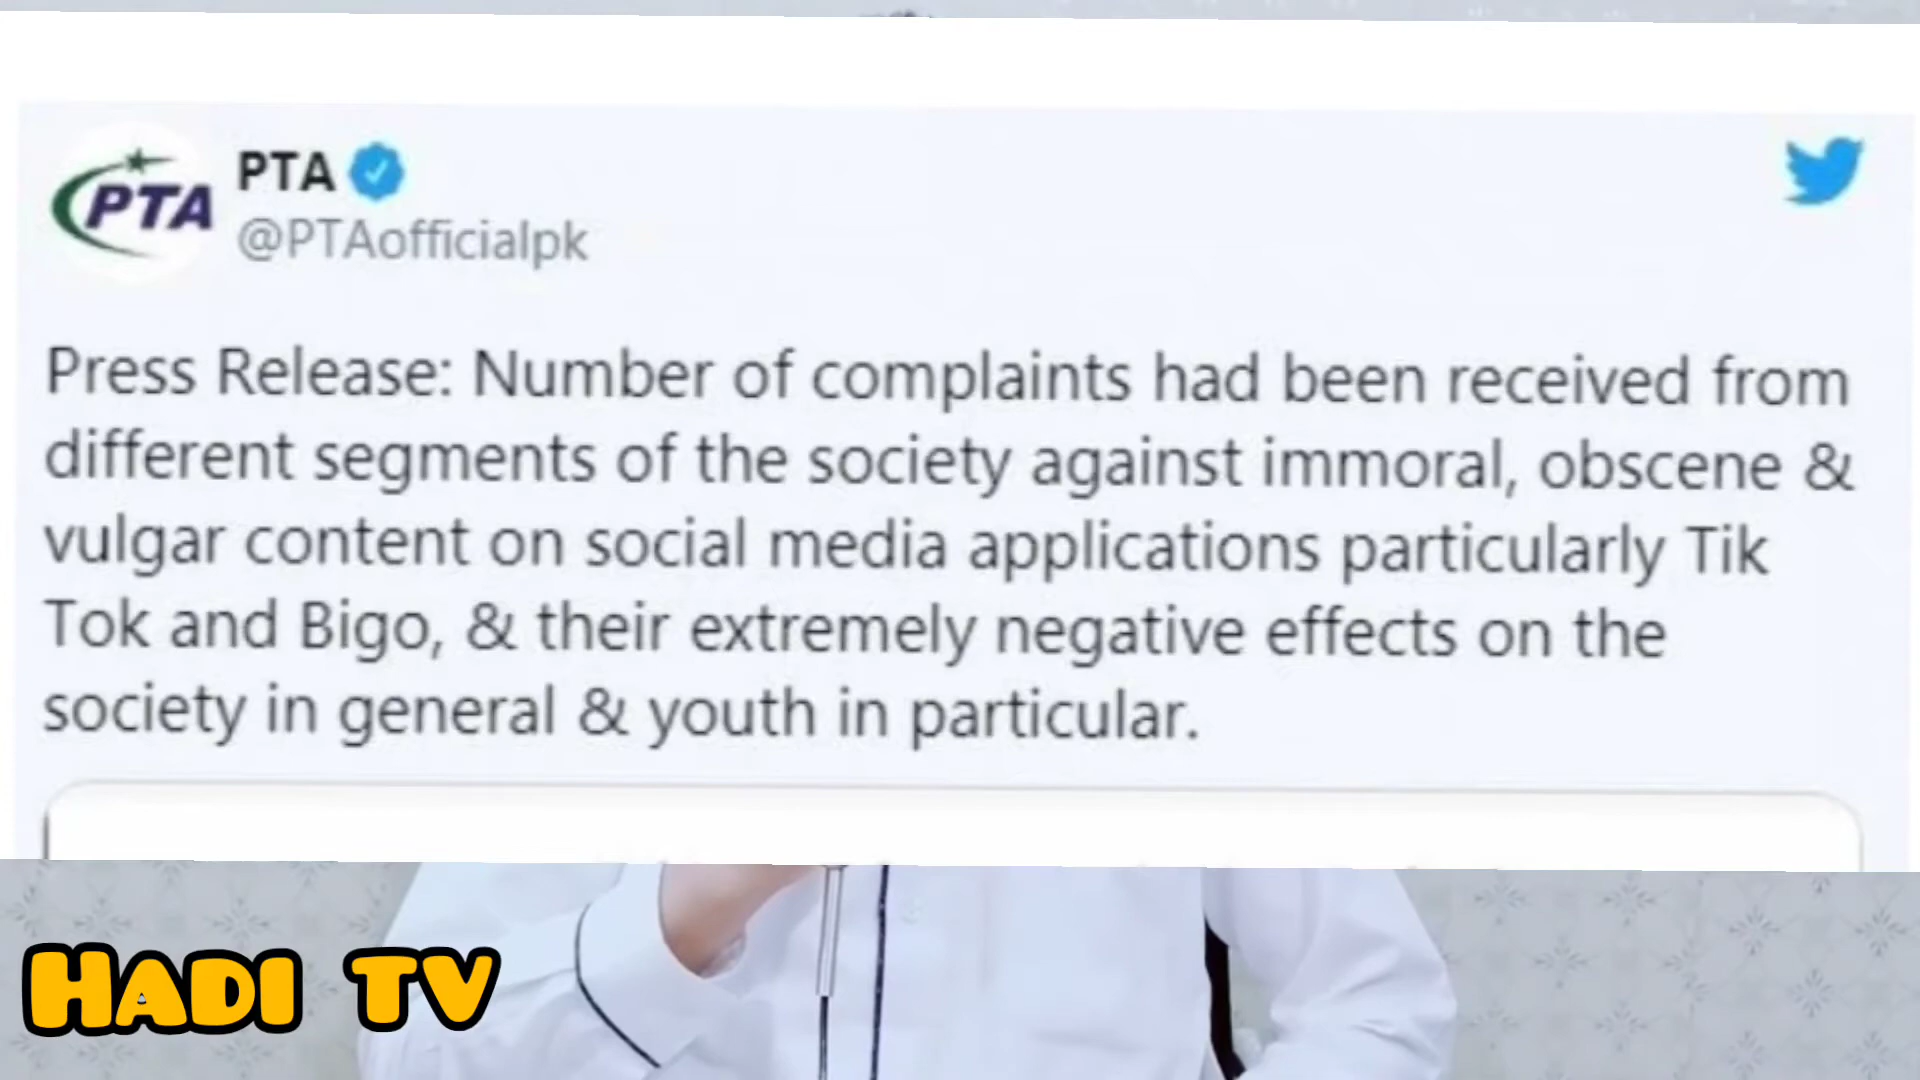 PTA
PTA
@PTAofficialpk
Press Release: Number of complaints had been received from
different segments of the society against immoral, obscene &
vulgar content on social media applications particularly Tik
Tok and Bigo, & their extremely negative effects on the
society in general & youth in particular.
HADI TV